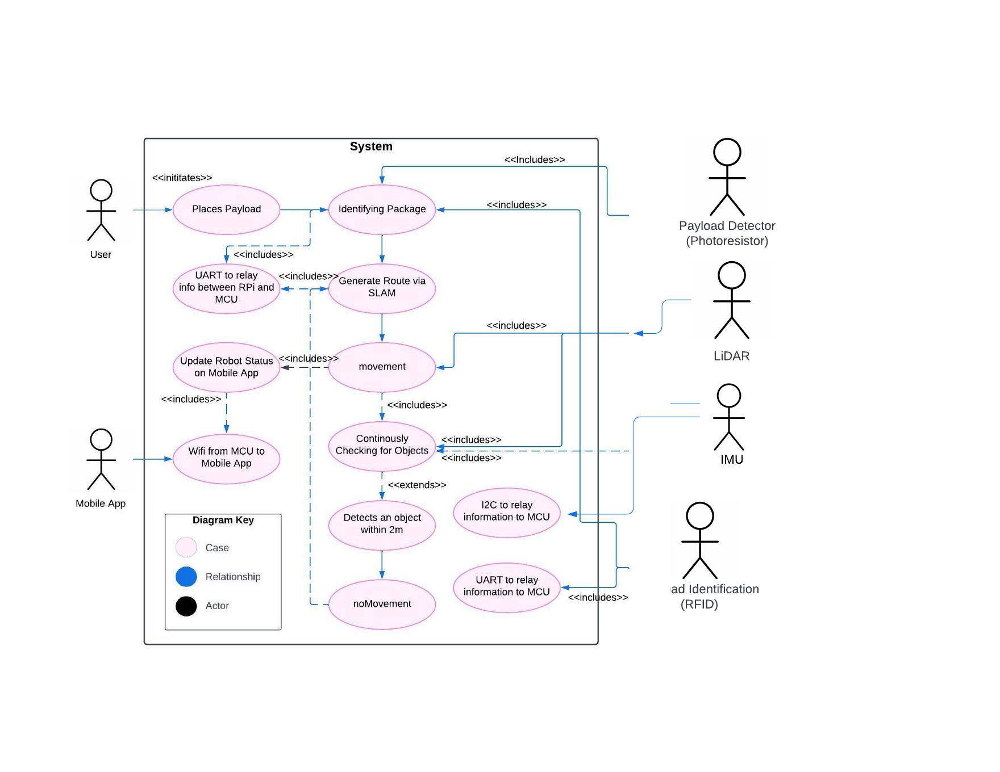 System
<<Includes>>
<<inititates>>
User
Places Payload
Identifying Package
<<includes>>
Payload Detector
(Photoresistor)
<<includes>>
UART to relay
info between RPi and
MCU
<<includes>>
Generate Route via
SLAM
<<includes>>
LiDAR
Update Robot Status
on Mobile App
<<includes>>
movement
<<includes>>
<<includes>>
Continously
Checking for Objects
<<includes>>
<<includes>>
IMU
Wifi from MCU to
Mobile App
Mobile App
<<extends>>
Detects an object
within 2m
I2C to relay
information to MCU
noMovement
UART to relay
information to MCU
<<includes>>
ad Identification
(RFID)
Diagram Key
Case
Relationship
Actor